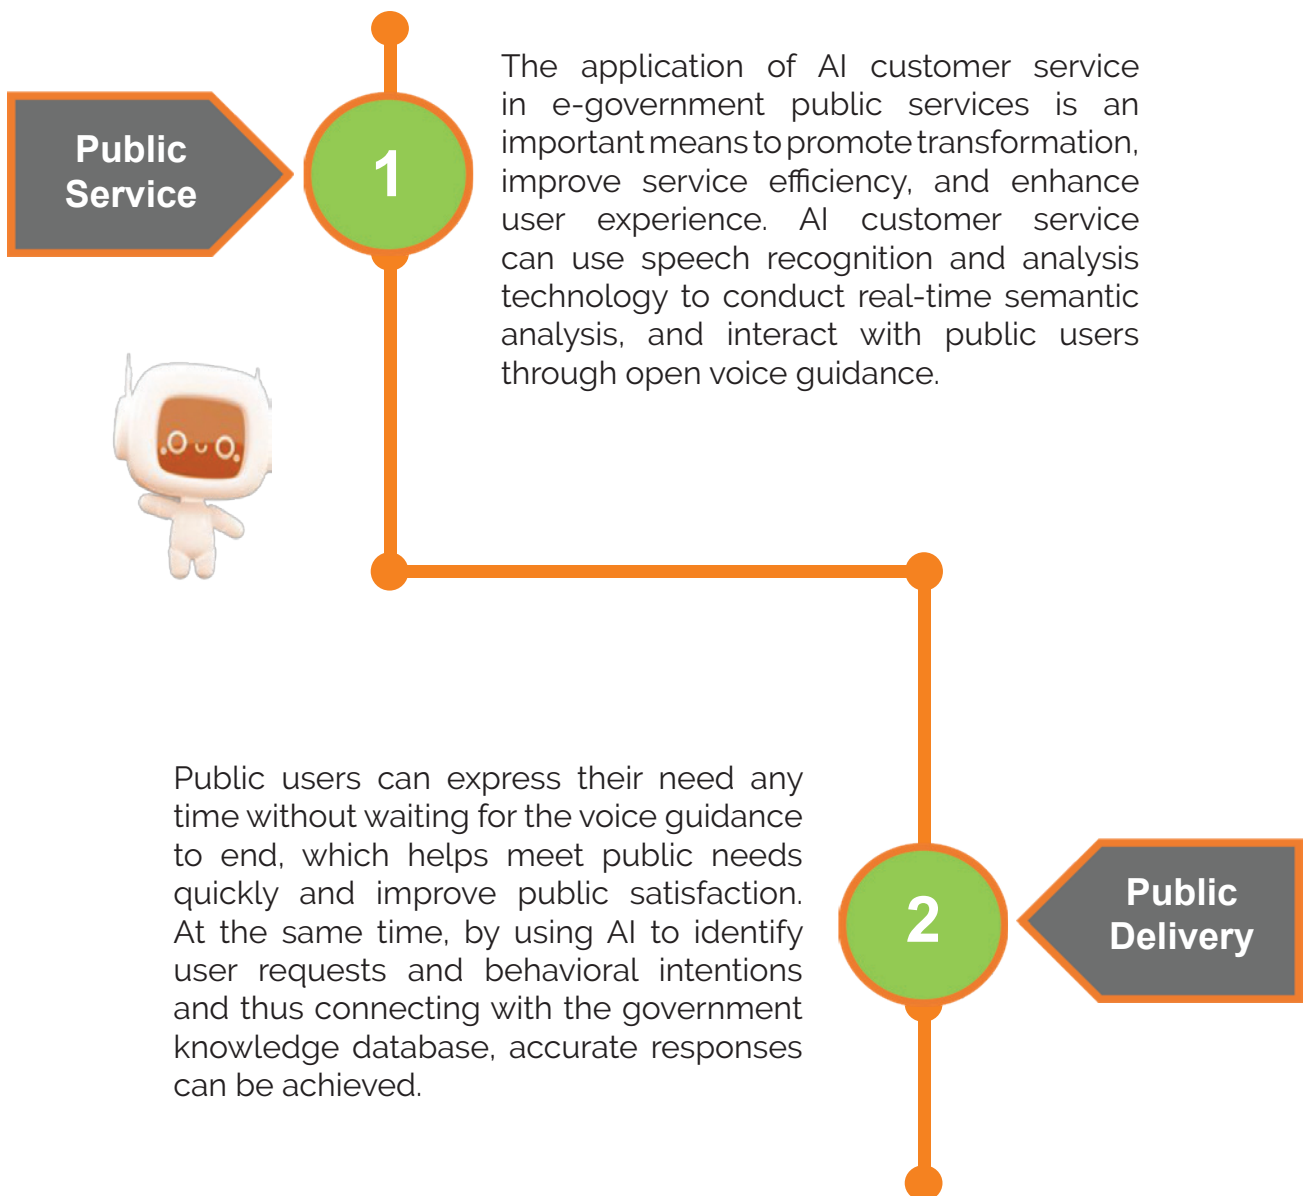 Public
Service
1
The application of AI customer service
in e-government public services is an
important means to promote transformation,
improve service efficiency, and enhance
user experience. AI customer service
can use speech recognition and analysis
technology to conduct real-time semantic
analysis, and interact with public users
through open voice guidance.
Public users can express their need any
time without waiting for the voice guidance
to end, which helps meet public needs
quickly and improve public satisfaction.
At the same time, by using AI to identify
user requests and behavioral intentions
and thus connecting with the government
knowledge database, accurate responses
can be achieved.
2
Public
Delivery